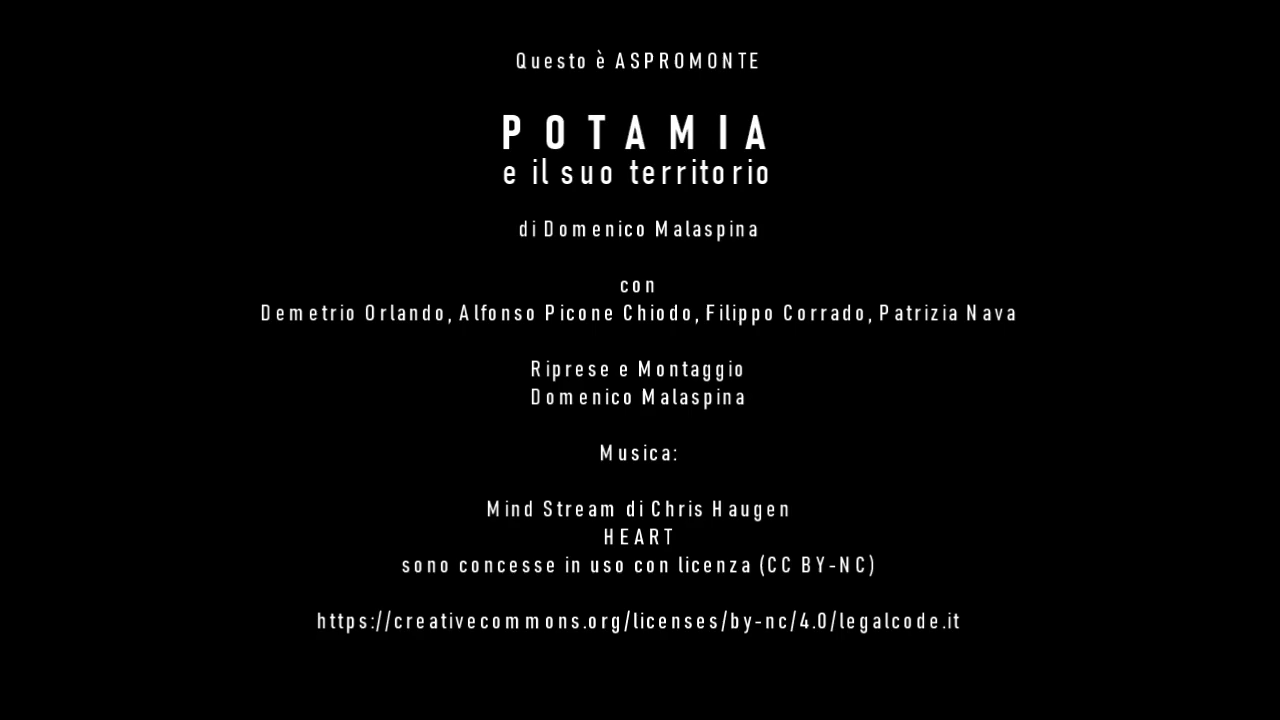 Questo è ASPROMONTE
POTAMIA
e il suo territorio
di Domenico Malaspina
con
Demetrio Orlando, Alfonso Picone Chiodo, Filippo Corrado, Patrizia Nava
Riprese e Montaggio
Domenico Malaspina
Musica:
Mind Stream di Chris Haugen
HEART
sono concesse in uso con licenza (CC BY-NC)
https://creativecommons.org/licenses/by-nc/4.0/legalcode.it